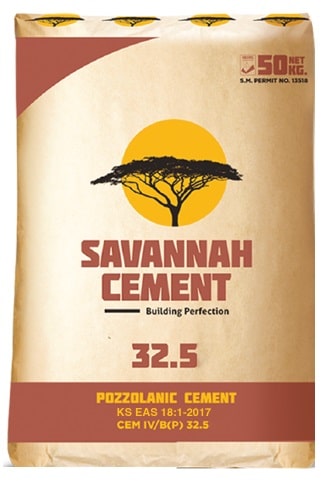 50 NET KG.
S.M. PERMIT NO. 13518
SAVANNAH
CEMENT
Building Perfection
32.5
POZZOLANIC CEMENT
KS EAS 18:1-2017
CEM IV/B(P) 32.5